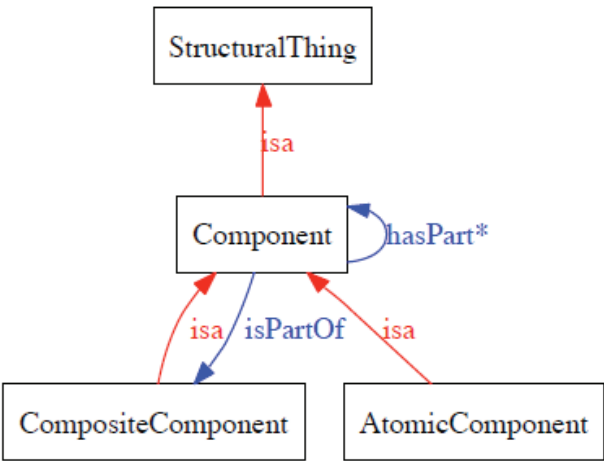 StructuralThing
isa
Component
hasPart*
isa
isPartOf
isa
CompositeComponent
AtomicComponent